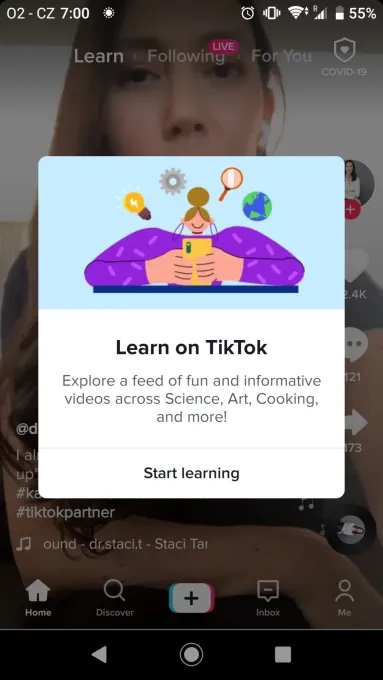 O2 - CZ 7:00
55%
Learn
Following
LIVE
For You
COVID-19
Learn on TikTok
Explore a feed of fun and informative
videos across Science, Art, Cooking,
and more!
Start learning
2.4K
121
173
@d
I al
up"
#ka
#tiktokpartner
ound - dr.staci.t - Staci Tar
Home
Discover
Inbox
Me